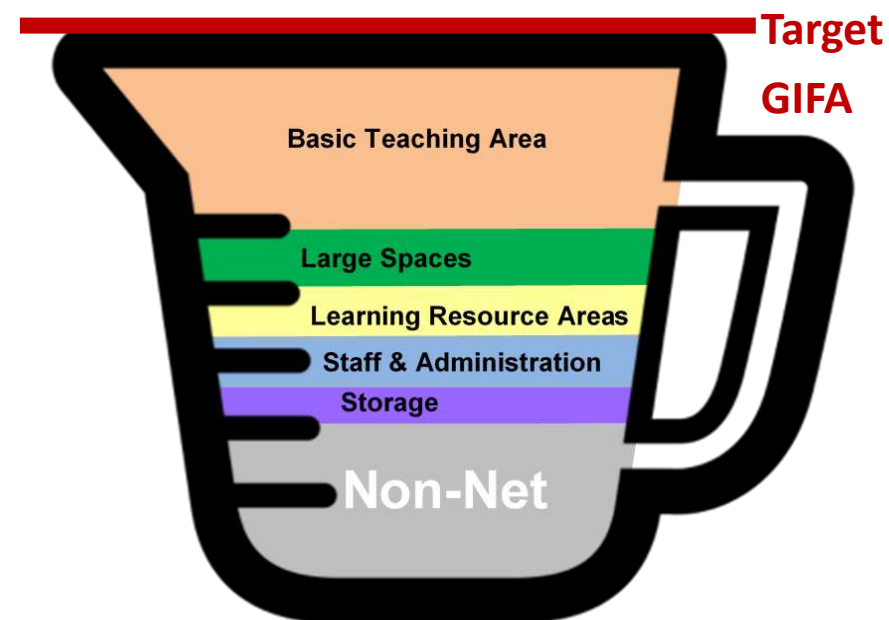 Target
GIFA
Basic Teaching Area
Large Spaces
Learning Resource Areas
Staff & Administration
Storage
Non-Net